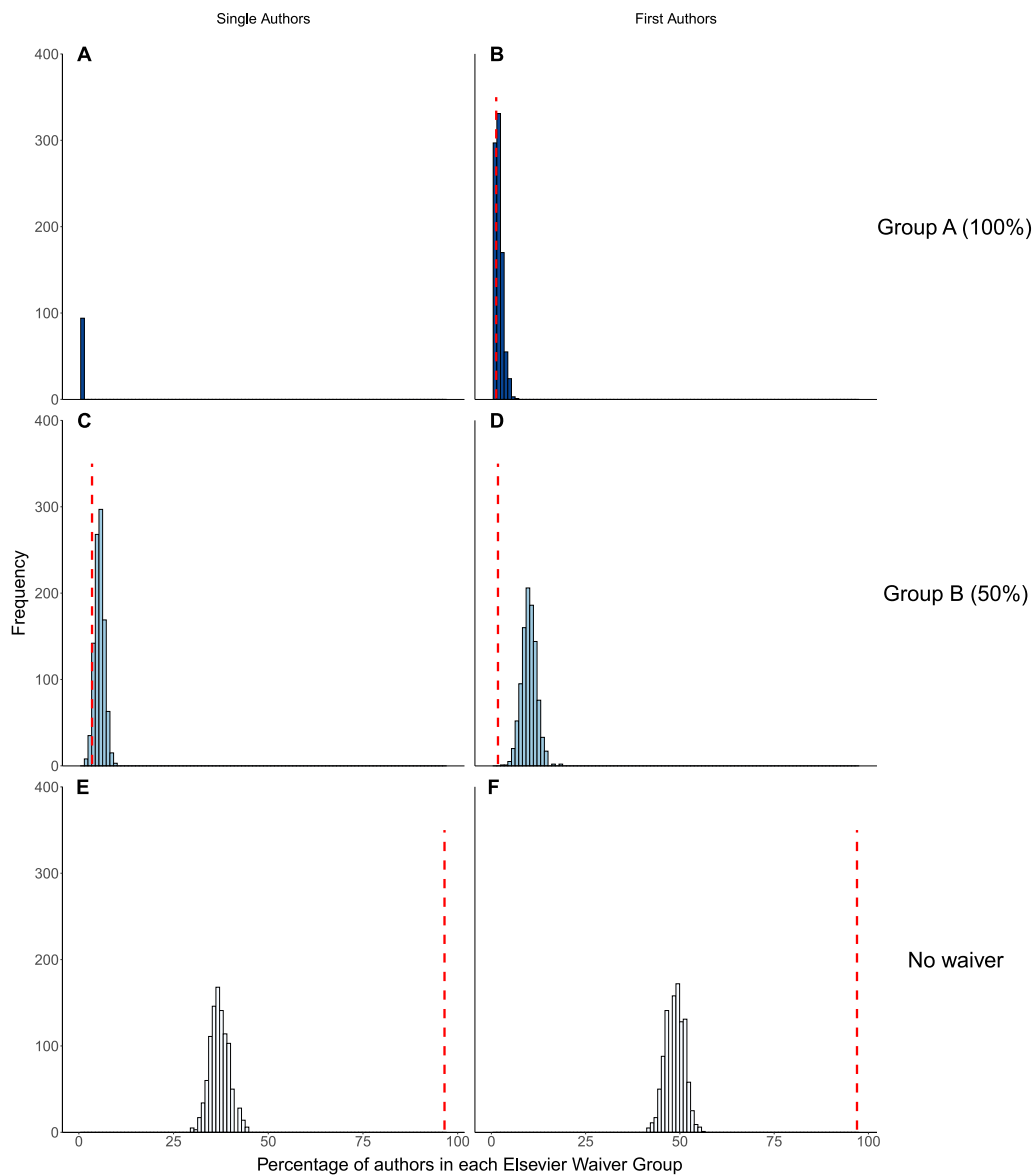 Single Authors
First Authors
A
B
400
300
200
100
0
Group A (100%)
C
D
400
300
200
100
0
Group B (50%)
Frequency
E
F
400
300
200
100
0
No waiver
0
25
50
75
100
0
25
50
75
100
Percentage of authors in each Elsevier Waiver Group